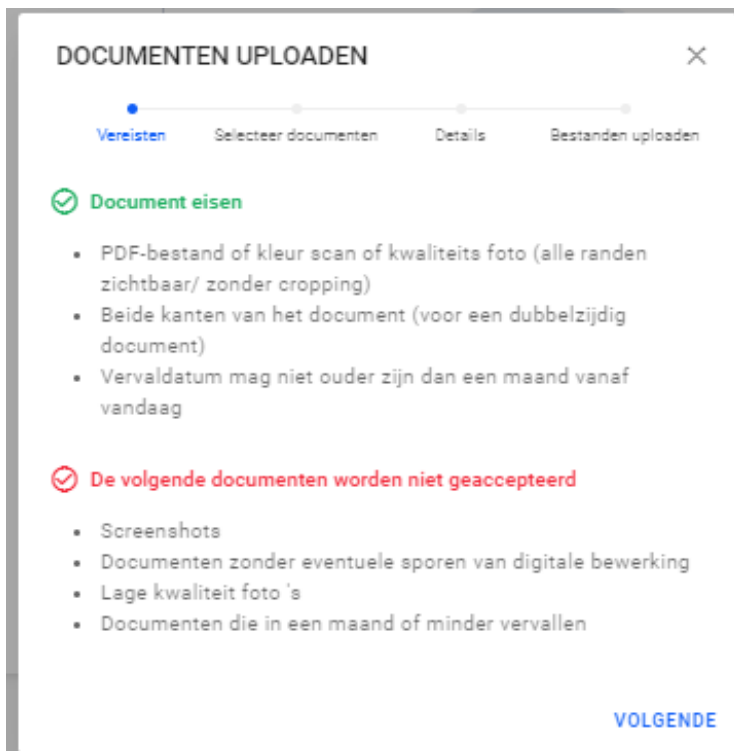 DOCUMENTEN UPLOADEN
Vereisten Selecteer documenten Details Bestanden uploaden
Document eisen
• PDF-bestand of kleur scan of kwaliteits foto (alle randen
zichtbaar/ zonder cropping)
• Beide kanten van het document (voor een dubbelzijdig
document)
• Vervaldatum mag niet ouder zijn dan een maand vanaf
vandaag
De volgende documenten worden niet geaccepteerd
• Screenshots
• Documenten zonder eventuele sporen van digitale bewerking
• Lage kwaliteit foto 's
• Documenten die in een maand of minder vervallen
VOLGENDE